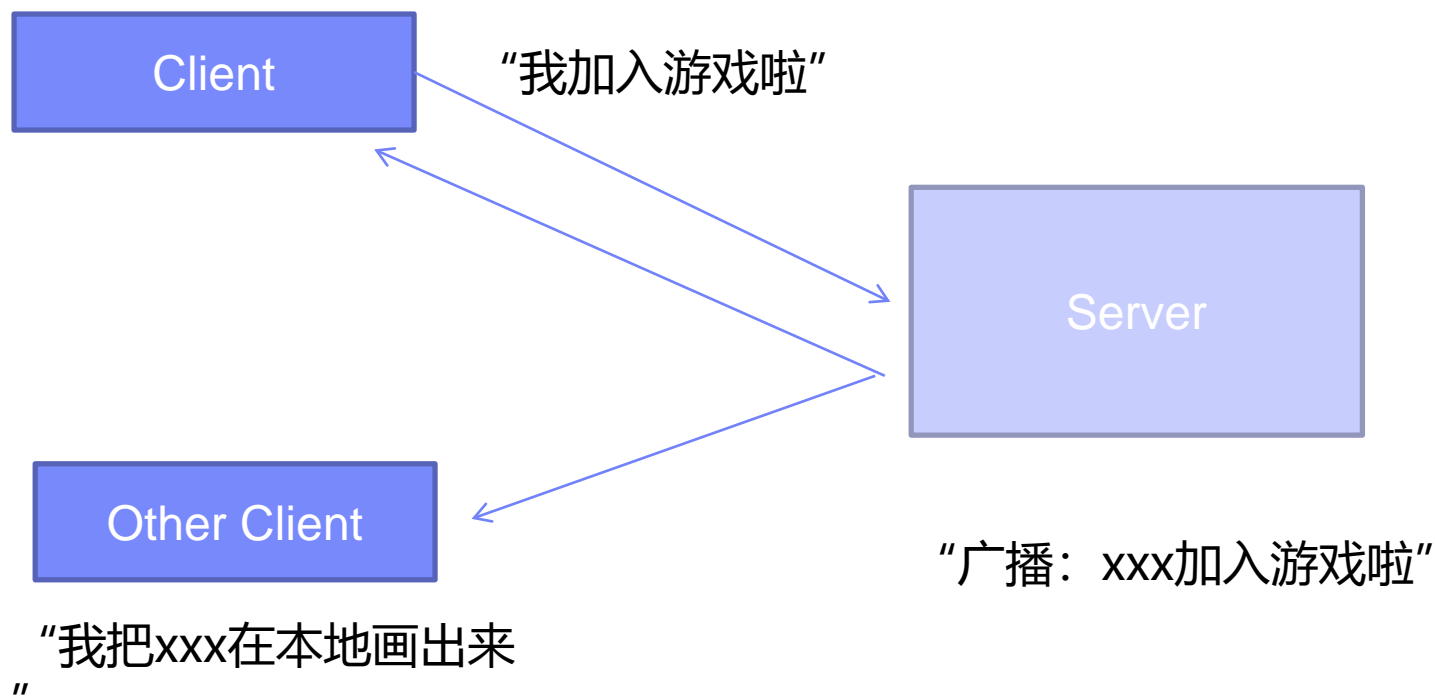 Client
“我加入游戏啦”
Server
Other Client
“广播：xxx加入游戏啦”
“我把xxx在本地画出来
”